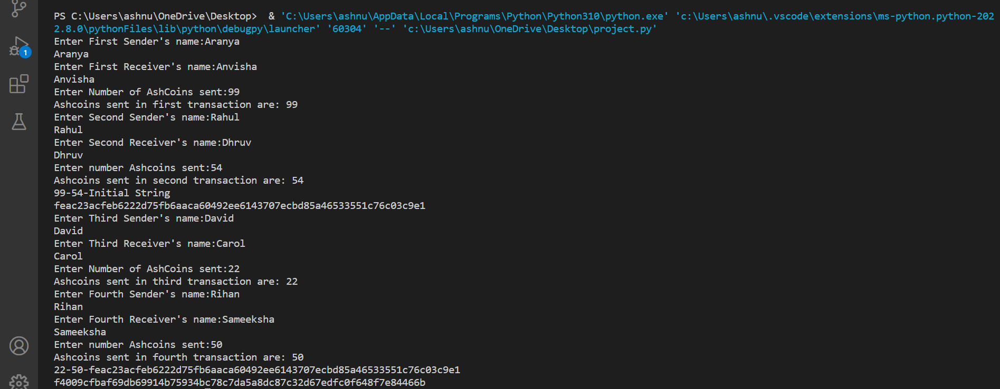 PS C:\Users\ashnu\OneDrive\Desktop>  & 'C:\Users\ashnu\AppData\Local\Programs\Python\Python310\python.exe' 'c:\Users\ashnu\.vscode\extensions\ms-python.python-202
2.8.0\pythonFiles\lib\python\debugpy\launcher' '60304' '--' 'c:\Users\ashnu\OneDrive\Desktop\project.py'
Enter First Sender's name:Aranya
Aranya
1
Enter First Receiver's name:Anvisha
Anvisha
Enter Number of AshCoins sent:99
Ashcoins sent in first transaction are: 99
Enter Second Sender's name:Rahul
Rahul
Enter Second Receiver's name:Dhruv
Dhruv
Enter number Ashcoins sent:54
Ashcoins sent in second transaction are: 54
99-54-Initial String
feac23acfeb6222d75fb6aaca60492ee6143707ecbd85a46533551c76c03c9e1
Enter Third Sender's name:David
David
Enter Third Receiver's name:Carol
Carol
Enter Number of AshCoins sent:22
Ashcoins sent in third transaction are: 22
Enter Fourth Sender's name:Rihan
Rihan
Enter Fourth Receiver's name:Sameeksha
Sameeksha
Enter number Ashcoins sent:50
Ashcoins sent in fourth transaction are: 50
22-50-feac23acfeb6222d75fb6aaca60492ee6143707ecbd85a46533551c76c03c9e1
f4009cfbaf69db69914b75934bc78c7da5a8dc87c32d67edfc0f648f7e84466b